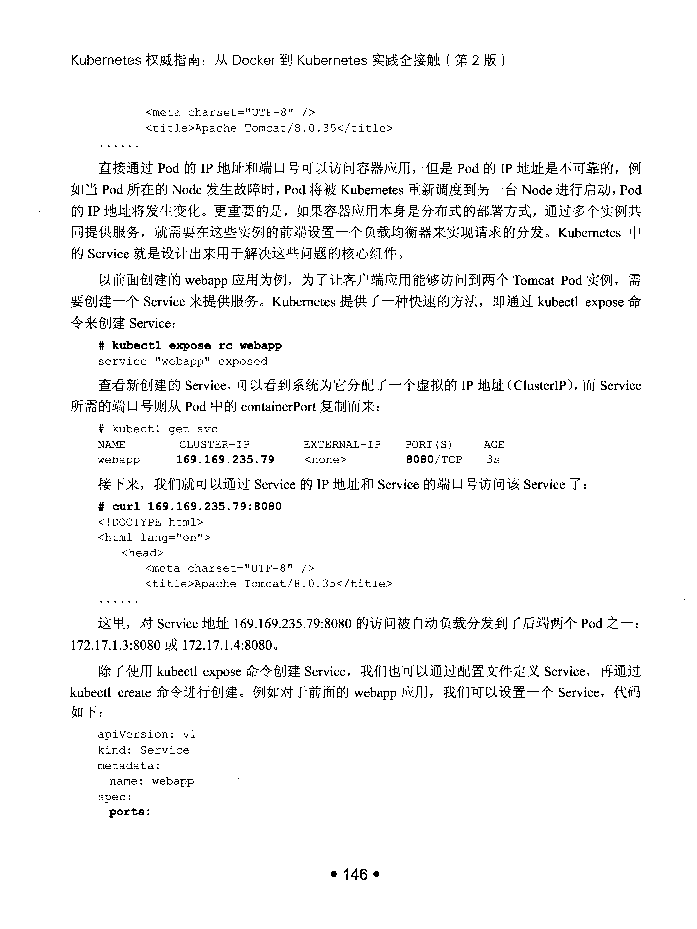 Kubernetes 权威指南：从 Docker 到 Kubernetes 实践全接触（第 2 版）
<meta charset="UTF-8" />
<title>Apache Tomcat/8.0.35</title>
......
直接通过 Pod 的 IP 地址和端口号可以访问容器应用，但是 Pod 的 IP 地址是不可靠的，例
如当 Pod 所在的 Node 发生故障时，Pod 将被 Kubernetes 重新调度到另一台 Node 进行启动，Pod
的 IP 地址将发生变化。更重要的是，如果容器应用本身是分布式的部署方式，通过多个实例共
同提供服务，就需要在这些实例的前端设置一个负载均衡器来实现请求的分发。Kubernetes 中
的 Service 就是设计出来用于解决这些问题的核心组件。
以前面创建的 webapp 应用为例，为了让客户端应用能够访问到两个 Tomcat Pod 实例，需
要创建一个 Service 来提供服务。Kubernetes 提供了一种快速的方法，即通过 kubectl expose 命
令来创建 Service：
# kubectl expose rc webapp
service "webapp" exposed
查看新创建的 Service，可以看到系统为它分配了一个虚拟的 IP 地址（ClusterIP），而 Service
所需的端口号则从 Pod 中的 containerPort 复制而来：
# kubectl get svc
NAME CLUSTER-IP EXTERNAL-IP PORT(S) AGE
webapp 169.169.235.79 <none> 8080/TCP 3s
接下来，我们就可以通过 Service 的 IP 地址和 Service 的端口号访问该 Service 了：
# curl 169.169.235.79:8080
<!DOCTYPE html>
<html lang="en">
<head>
<meta charset="UTF-8" />
<title>Apache Tomcat/8.0.35</title>
......
这里，对 Service 地址 169.169.235.79:8080 的访问被自动负载分发到了后端两个 Pod 之一：
172.17.1.3:8080 或 172.17.1.4:8080。
除了使用 kubectl expose 命令创建 Service，我们也可以通过配置文件定义 Service，再通过
kubectl create 命令进行创建。例如对于前面的 webapp 应用，我们可以设置一个 Service，代码
如下：
apiVersion: v1
kind: Service
metadata:
name: webapp
spec:
ports:
• 146 •